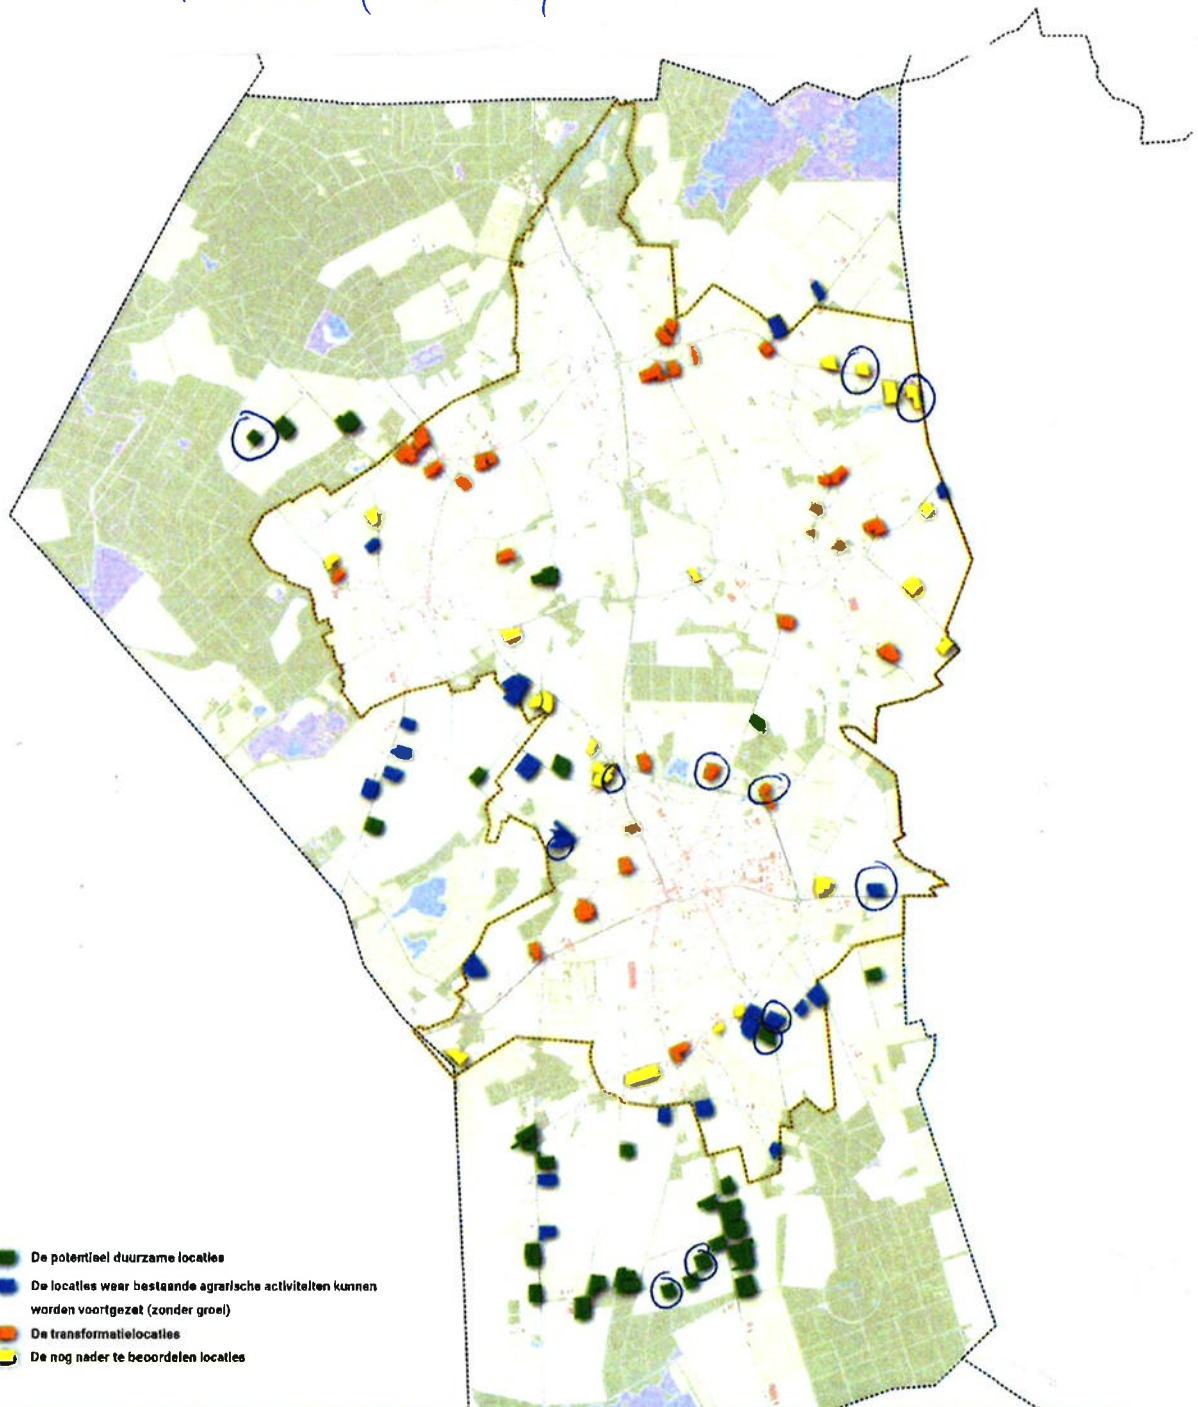 De potentieel duurzame locaties
De locaties waar bestaande agrarische activiteiten kunnen
worden voortgezet (zonder groei)
De transformatielocaties
De nog nader te beoordelen locaties